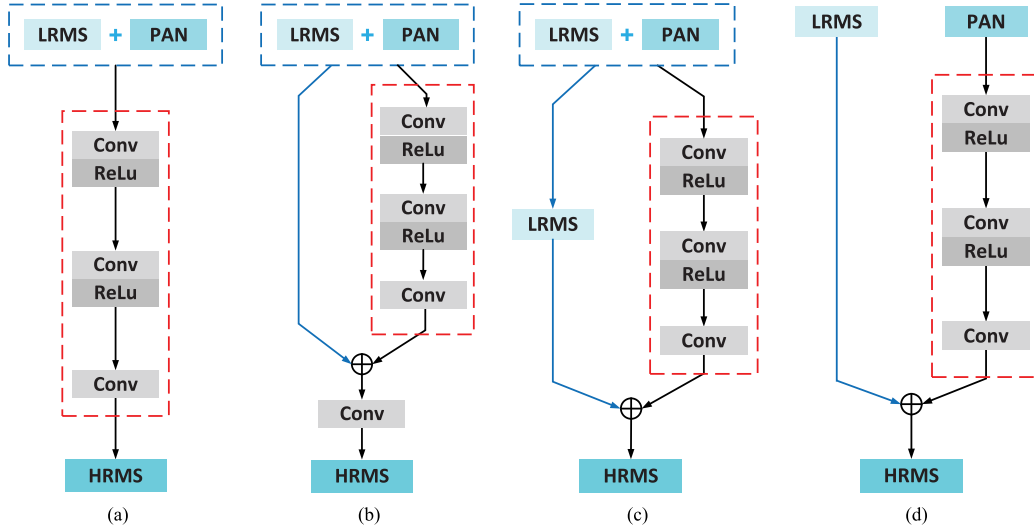 LRMS + PAN
Conv
ReLu
Conv
ReLu
Conv
HRMS
(a)
LRMS + PAN
Conv
ReLu
Conv
ReLu
Conv
Conv
HRMS
(b)
LRMS + PAN
LRMS
Conv
ReLu
Conv
ReLu
Conv
HRMS
(c)
LRMS
PAN
Conv
ReLu
Conv
ReLu
Conv
HRMS
(d)